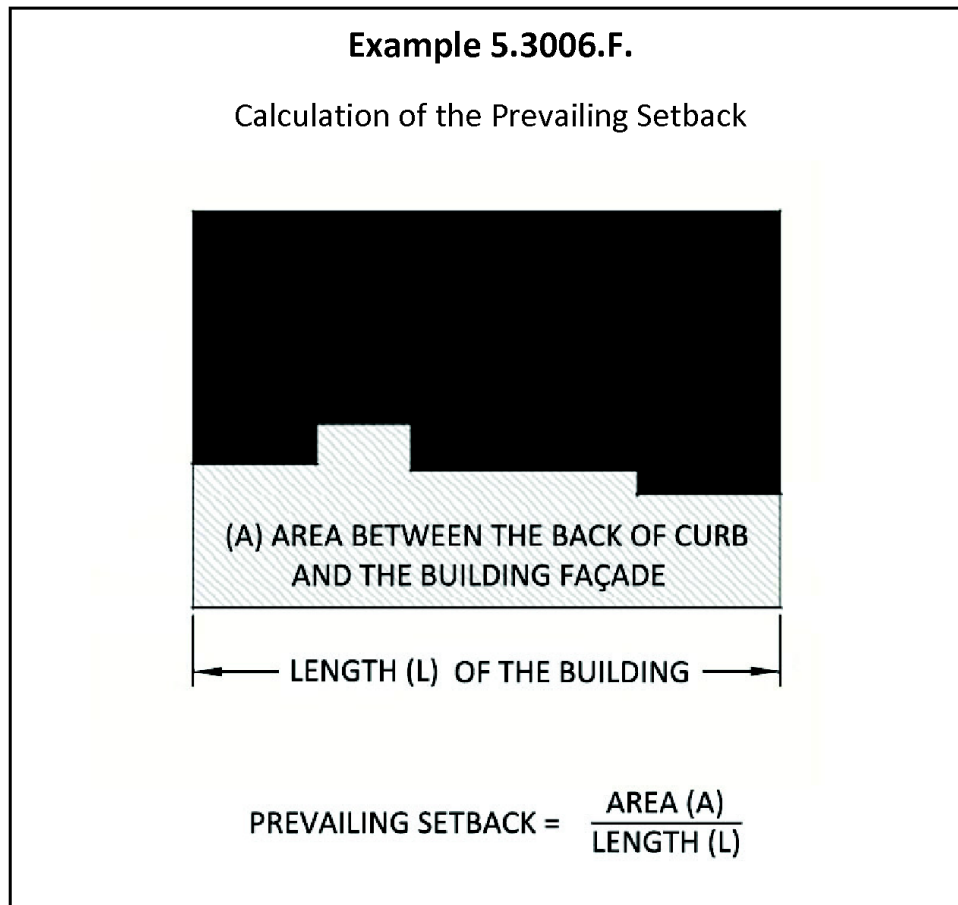 Example 5.3006.F.
Calculation of the Prevailing Setback
(A) AREA BETWEEN THE BACK OF CURB
AND THE BUILDING FAÇADE
LENGTH (L) OF THE BUILDING
PREVAILING SETBACK = AREA (A)
LENGTH (L)